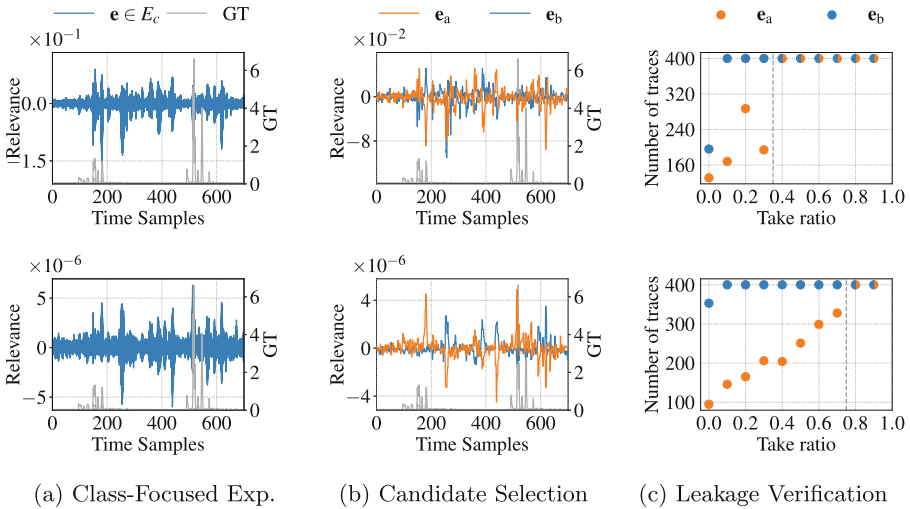 e ∈ E_c GT
×10⁻¹
0.0
−1.5
Relevance
6
4
2
0
GT
0 200 400 600
Time Samples
e_a e_b
×10⁻²
0
−8
Relevance
6
4
2
0
GT
0 200 400 600
Time Samples
e_a e_b
400
320
240
160
Number of traces
0.0 0.2 0.4 0.6 0.8 1.0
Take ratio
×10⁻⁶
5
0
−5
Relevance
6
4
2
0
GT
0 200 400 600
Time Samples
×10⁻⁶
4
0
−4
Relevance
6
4
2
0
GT
0 200 400 600
Time Samples
400
300
200
100
Number of traces
0.0 0.2 0.4 0.6 0.8 1.0
Take ratio
(a) Class-Focused Exp. (b) Candidate Selection (c) Leakage Verification